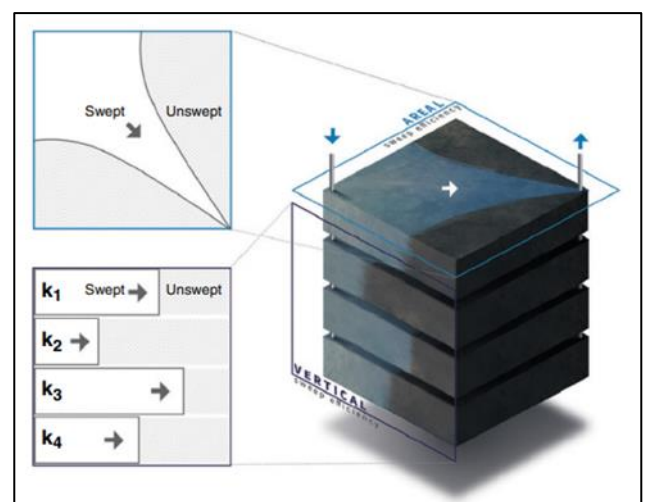 Swept Unswept
AREAL
sweep efficiency
k1 Swept Unswept
k2
k3
k4
VERTICAL
sweep efficiency